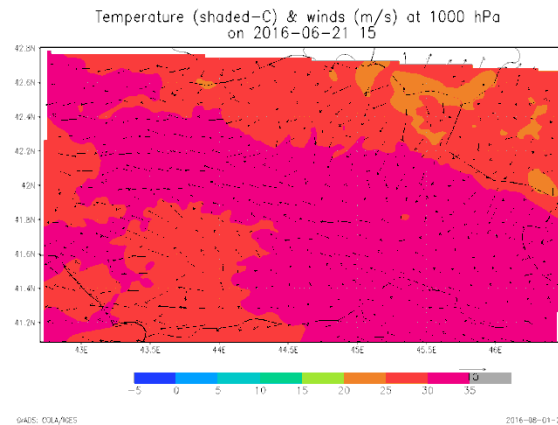 Temperature (shaded-C) & winds (m/s) at 1000 hPa
on 2016-06-21 15
42.8N
42.6N
42.4N
42.2N
42N
41.8N
41.6N
41.4N
41.2N
43.5E
44E
44.5E
45E
45.5E
46E
-5 0 5 10 15 20 25 30 35
10
GrADS: COLA/IGES